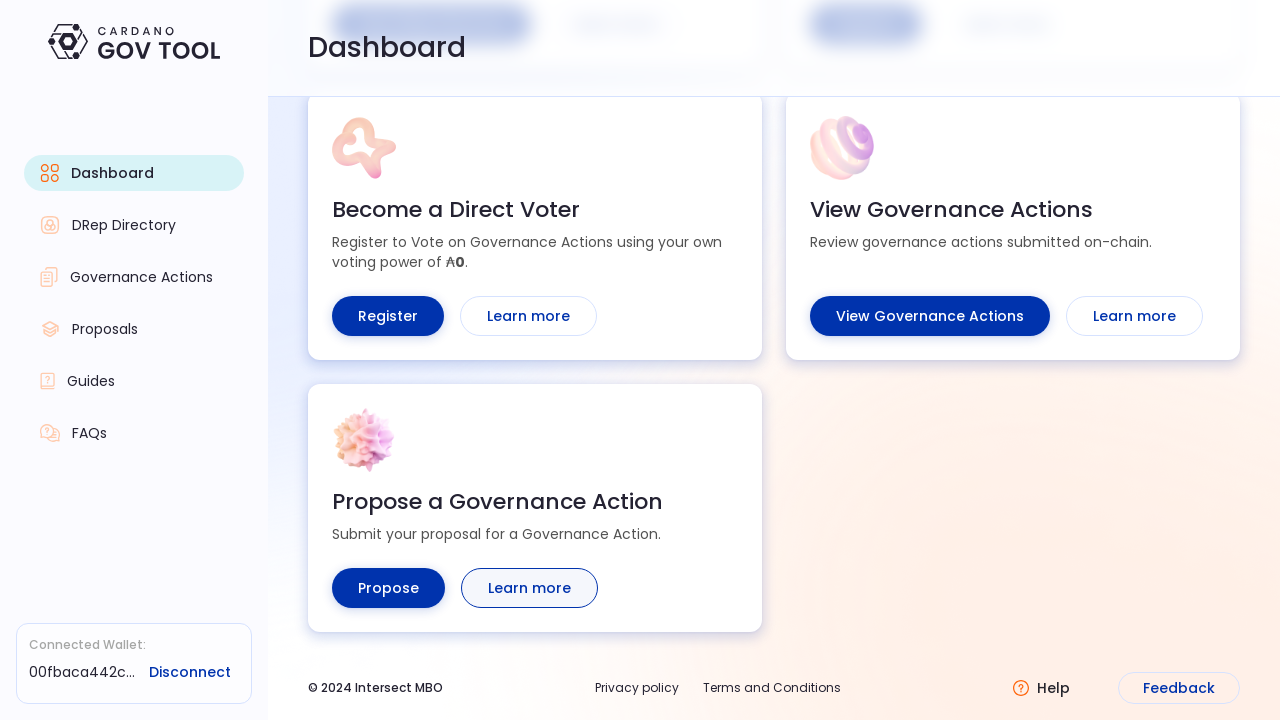 CARDANO
GOV TOOL
Dashboard
Dashboard
DRep Directory
Governance Actions
Proposals
Guides
FAQs
Connected Wallet:
00fbaca442c...
Disconnect
Become a Direct Voter
Register to Vote on Governance Actions using your own
voting power of ₳0.
Register
Learn more
View Governance Actions
Review governance actions submitted on-chain.
View Governance Actions
Learn more
Propose a Governance Action
Submit your proposal for a Governance Action.
Propose
Learn more
© 2024 Intersect MBO
Privacy policy
Terms and Conditions
Help
Feedback